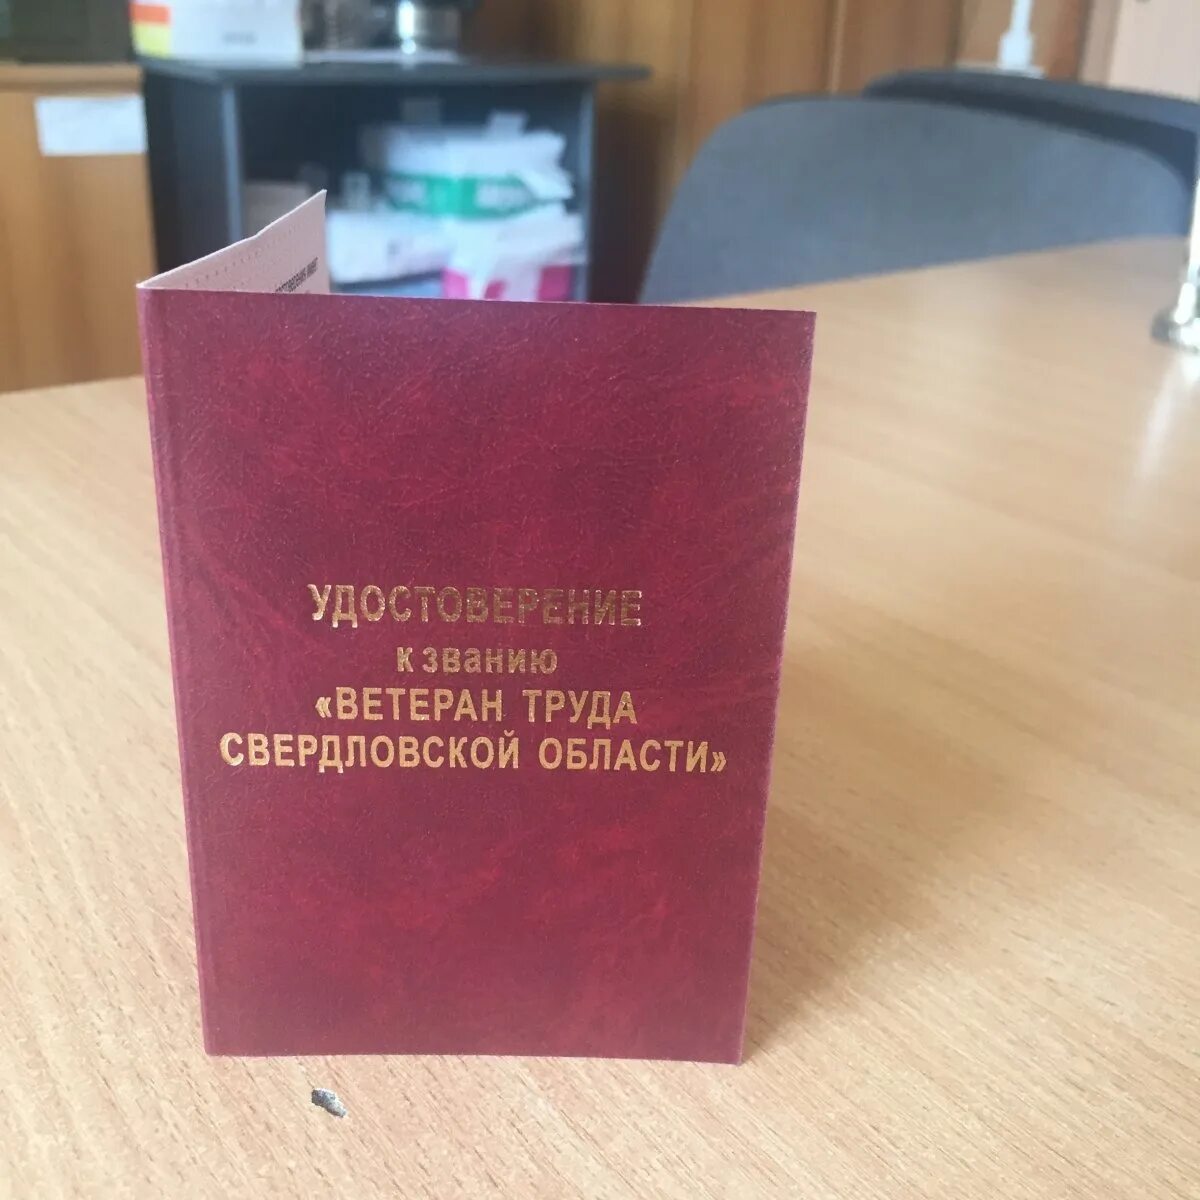 УДОСТОВЕРЕНИЕ
к званию
«ВЕТЕРАН ТРУДА
СВЕРДЛОВСКОЙ ОБЛАСТИ»